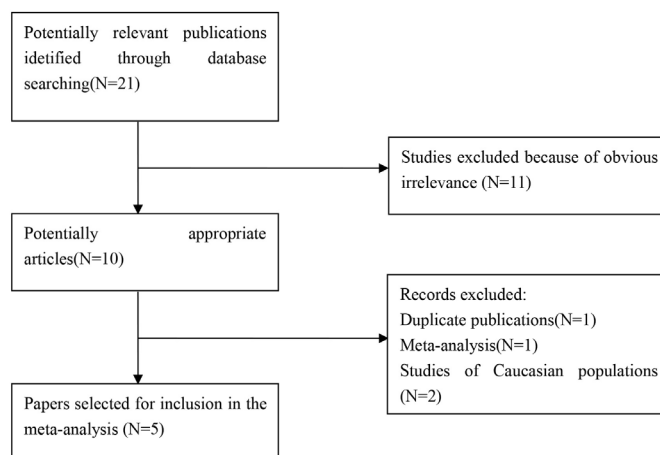 Potentially relevant publications
idetified through database
searching(N=21)
Studies excluded because of obvious
irrelevance (N=11)
Potentially appropriate
articles(N=10)
Records excluded:
Duplicate publications(N=1)
Meta-analysis(N=1)
Studies of Caucasian populations
(N=2)
Papers selected for inclusion in the
meta-analysis (N=5)